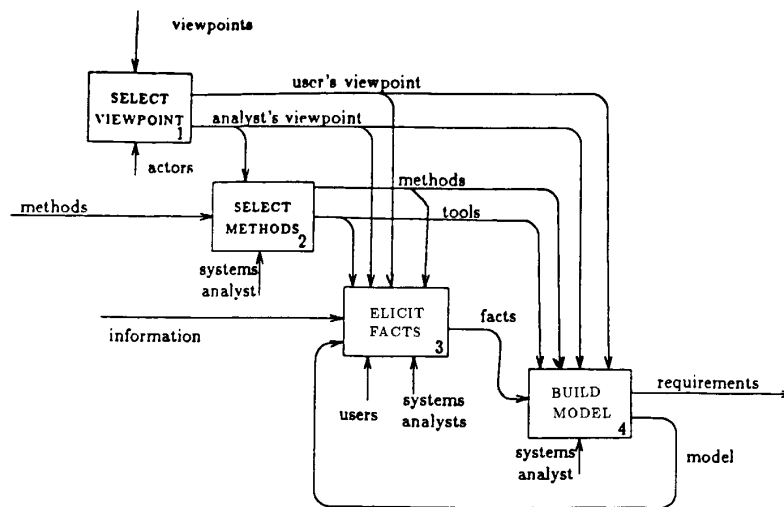 viewpoints
user's viewpoint
SELECT
VIEWPOINT
1
analyst's viewpoint
actors
methods
methods
SELECT
METHODS
2
tools
systems
analyst
information
ELICIT
FACTS
3
facts
users
systems
analysts
BUILD
MODEL
4
requirements
systems
analyst
model